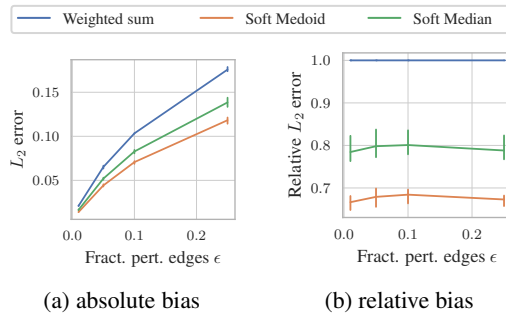 Weighted sum Soft Medoid Soft Median
L₂ error
0.15
0.10
0.05
0.0 0.1 0.2
Fract. pert. edges ϵ
(a) absolute bias
Relative L₂ error
1.0
0.9
0.8
0.7
0.0 0.1 0.2
Fract. pert. edges ϵ
(b) relative bias